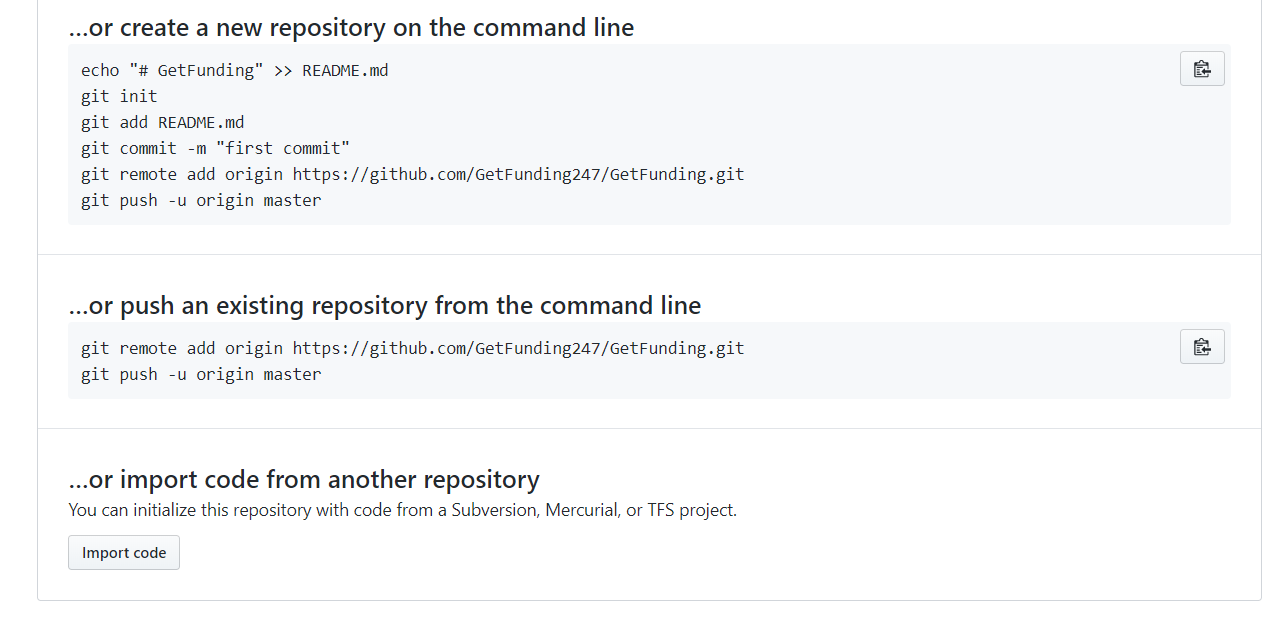 …or create a new repository on the command line
echo "# GetFunding" >> README.md
git init
git add README.md
git commit -m "first commit"
git remote add origin https://github.com/GetFunding247/GetFunding.git
git push -u origin master
…or push an existing repository from the command line
git remote add origin https://github.com/GetFunding247/GetFunding.git
git push -u origin master
…or import code from another repository
You can initialize this repository with code from a Subversion, Mercurial, or TFS project.
Import code